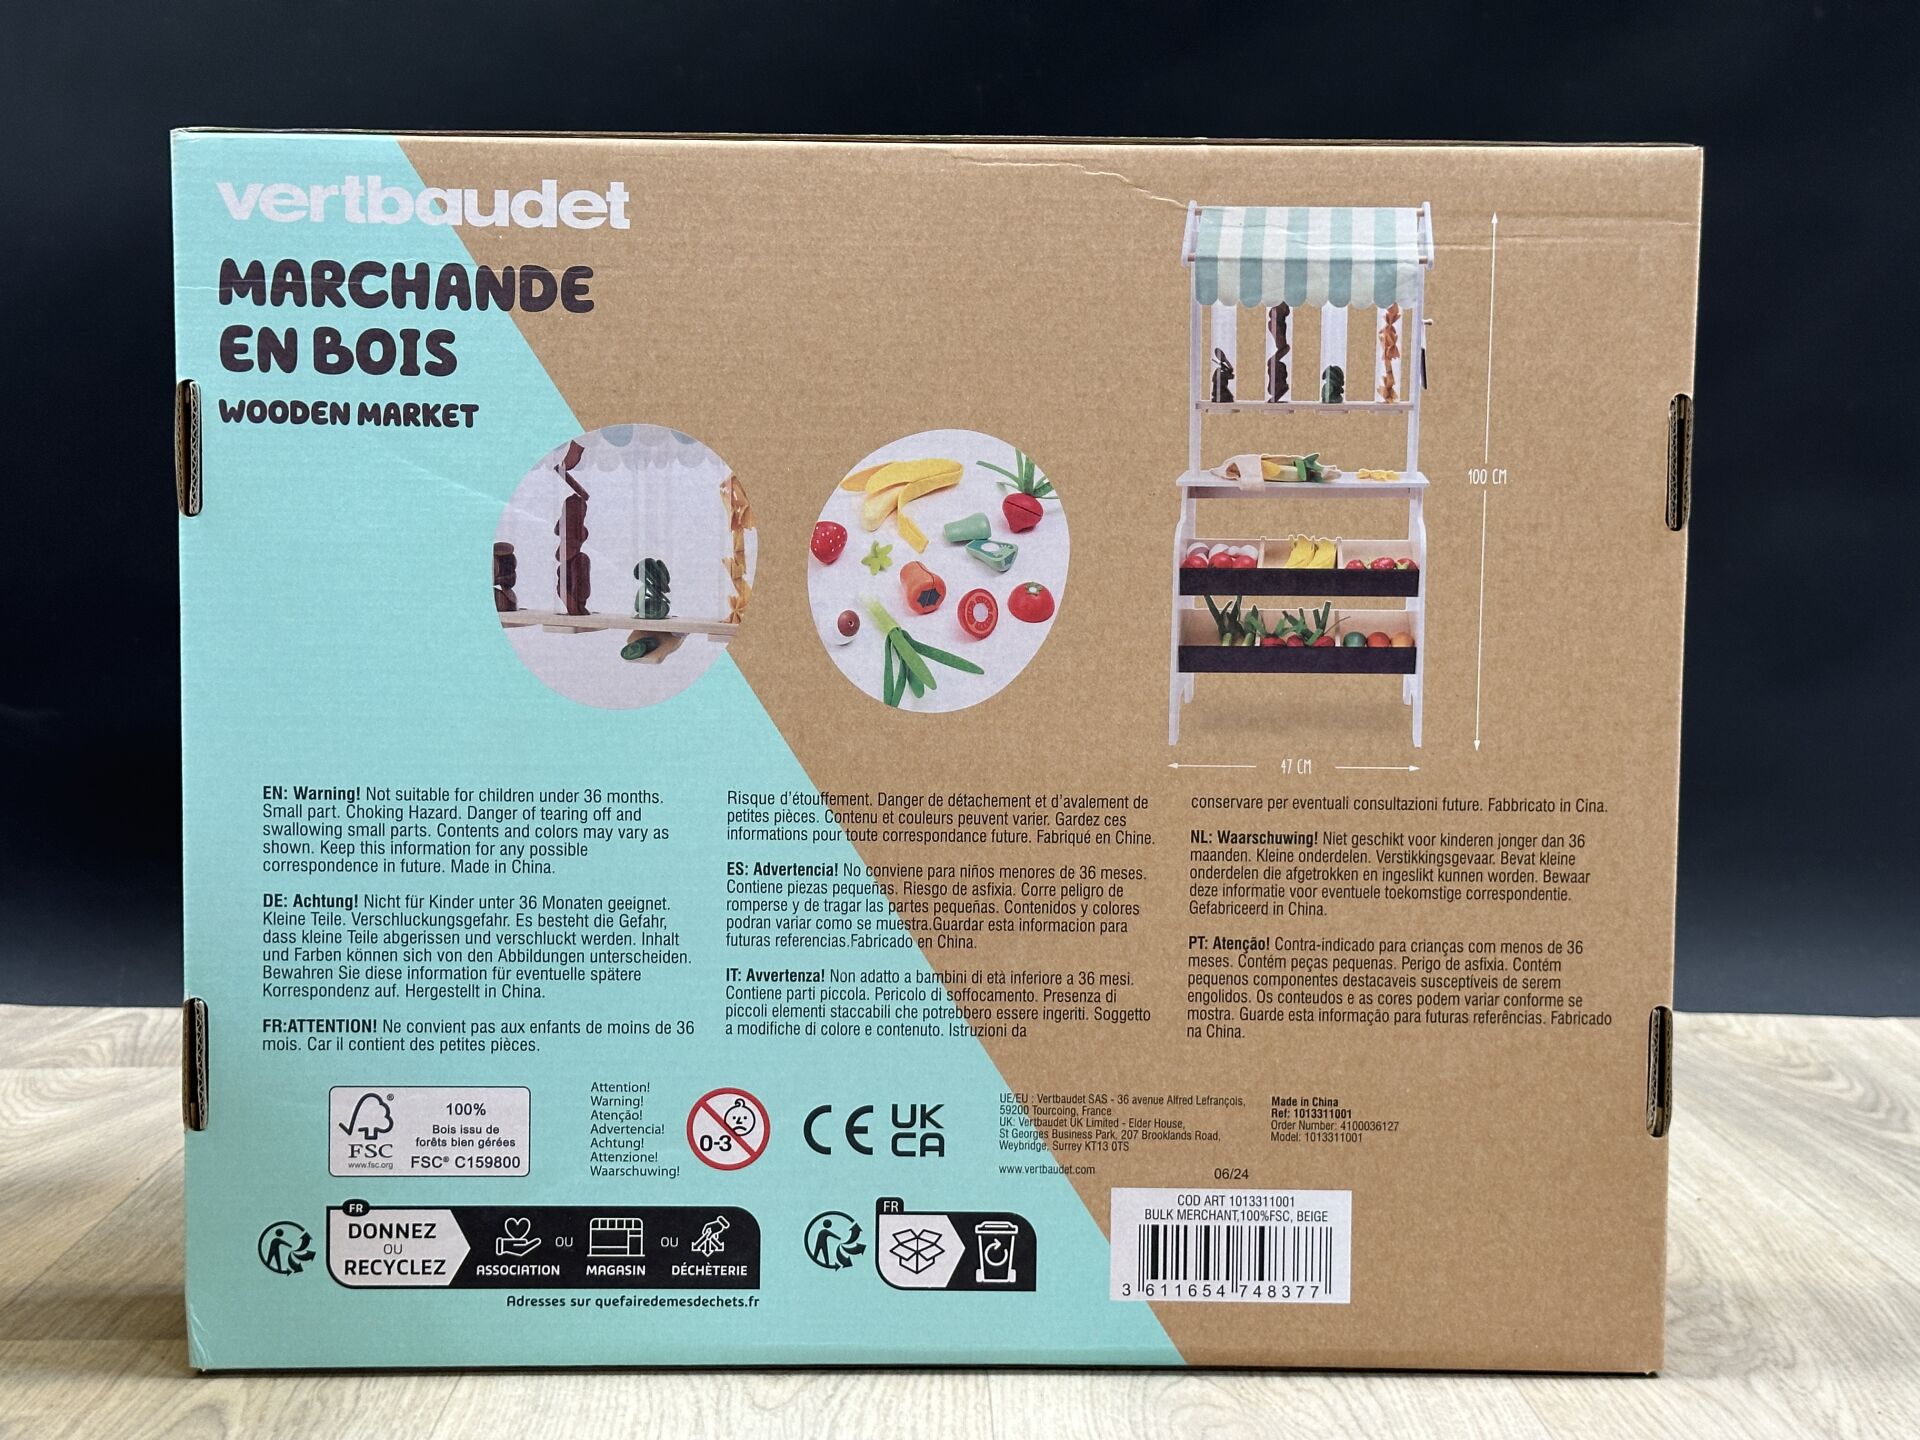 vertbaudet
MARCHANDE
EN BOIS
WOODEN MARKET
100 CM
47 CM
EN: Warning! Not suitable for children under 36 months.
Small part. Choking Hazard. Danger of tearing off and
swallowing small parts. Contents and colors may vary as
shown. Keep this information for any possible
correspondence in future. Made in China.
DE: Achtung! Nicht für Kinder unter 36 Monaten geeignet.
Kleine Teile. Verschluckungsgefahr. Es besteht die Gefahr,
dass kleine Teile abgerissen und verschluckt werden. Inhalt
und Farben können sich von den Abbildungen unterscheiden.
Bewahren Sie diese information für eventuelle spätere
Korrespondenz auf. Hergestellt in China.
FR:ATTENTION! Ne convient pas aux enfants de moins de 36
mois. Car il contient des petites pièces.
Risque d'étouffement. Danger de détachement et d'avalement de
petites pièces. Contenu et couleurs peuvent varier. Gardez ces
informations pour toute correspondance future. Fabriqué en Chine.
ES: Advertencia! No conviene para niños menores de 36 meses.
Contiene piezas pequeñas. Riesgo de asfixia. Corre peligro de
romperse y de tragar las partes pequeñas. Contenidos y colores
podran variar como se muestra.Guardar esta informacion para
futuras referencias.Fabricado en China.
IT: Avvertenza! Non adatto a bambini di età inferiore a 36 mesi.
Contiene parti piccola. Pericolo di soffocamento. Presenza di
piccoli elementi staccabili che potrebbero essere ingeriti. Soggetto
a modifiche di colore e contenuto. Istruzioni da
conservare per eventuali consultazioni future. Fabbricato in Cina.
NL: Waarschuwing! Niet geschikt voor kinderen jonger dan 36
maanden. Kleine onderdelen. Verstikkingsgevaar. Bevat kleine
onderdelen die afgetrokken en ingeslikt kunnen worden. Bewaar
deze informatie voor eventuele toekomstige correspondentie.
Gefabriceerd in China.
PT: Atenção! Contra-indicado para crianças com menos de 36
meses. Contém peças pequenas. Perigo de asfixia. Contém
pequenos componentes destacaveis susceptíveis de serem
engolidos. Os conteudos e as cores podem variar conforme se
mostra. Guarde esta informação para futuras referências. Fabricado
na China.
FSC®
www.fsc.org
100%
Bois issu de
forêts bien gérées
FSC® C159800
Attention!
Warning!
Atenção!
Advertencia!
Achtung!
Attenzione!
Waarschuwing!
0-3
CE
UK
CA
UE/EU : Vertbaudet SAS - 36 avenue Alfred Lefrançois,
59200 Tourcoing, France
UK: Vertbaudet UK Limited - Elder House,
St Georges Business Park, 207 Brooklands Road,
Weybridge, Surrey KT13 0TS
www.vertbaudet.com
Made in China
Ref: 1013311001
Order Number: 4100036127
Model: 1013311001
06/24
FR
DONNEZ
OU
RECYCLEZ
ASSOCIATION
OU
MAGASIN
OU
DÉCHÈTERIE
Adresses sur quefairedemesdechets.fr
FR
COD ART 1013311001
BULK MERCHANT,100%FSC, BEIGE
3 611654 748377